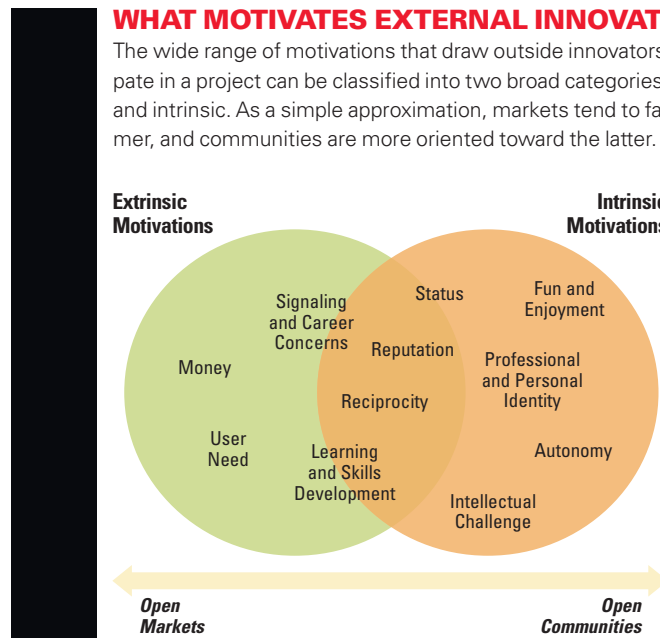 WHAT MOTIVATES EXTERNAL INNOVAT
The wide range of motivations that draw outside innovators
pate in a project can be classified into two broad categories
and intrinsic. As a simple approximation, markets tend to fa
mer, and communities are more oriented toward the latter.
Extrinsic
Motivations
Intrinsic
Motivations
Status
Fun and
Enjoyment
Signaling
and Career
Concerns
Reputation
Professional
and Personal
Identity
Money
Reciprocity
User
Need
Learning
and Skills
Development
Autonomy
Intellectual
Challenge
Open
Markets
Open
Communities